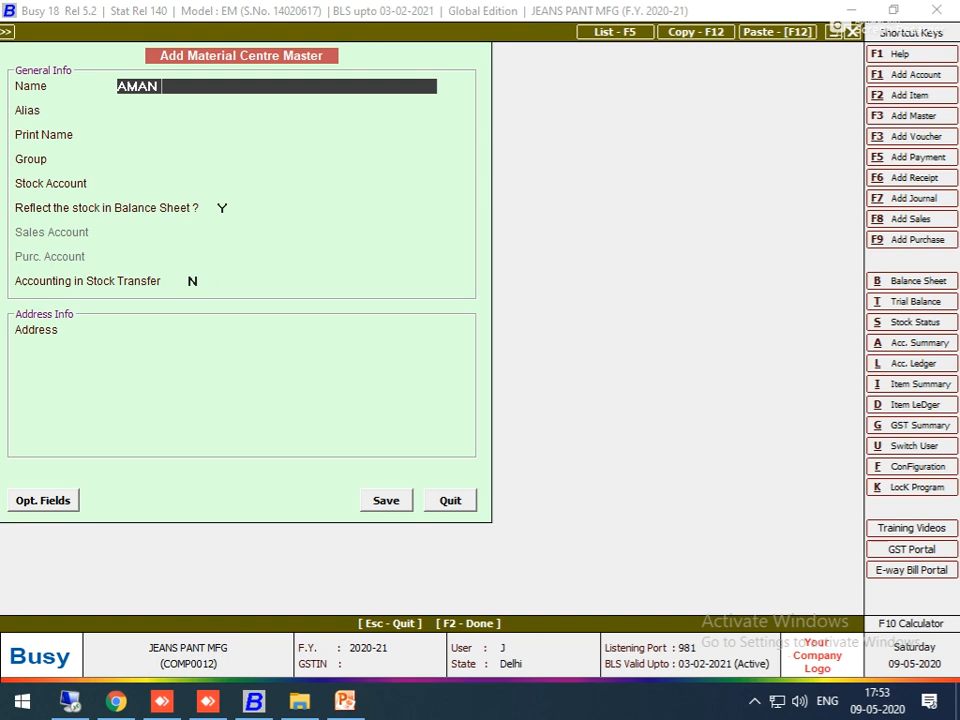 Busy 18 Rel 5.2 | Stat Rel 140 | Model : EM (S.No. 14020617) | BLS upto 03-02-2021 | Global Edition | JEANS PANT MFG (F.Y. 2020-21)
>>
List - F5
Copy - F12
Paste - [F12]
Shortcut Keys
Add Material Centre Master
General Info
Name AMAN
Alias
Print Name
Group
Stock Account
Reflect the stock in Balance Sheet ? Y
Sales Account
Purc. Account
Accounting in Stock Transfer N
Address Info
Address
Opt. Fields
Save
Quit
F1 Help
F1 Add Account
F2 Add Item
F3 Add Master
F3 Add Voucher
F5 Add Payment
F6 Add Receipt
F7 Add Journal
F8 Add Sales
F9 Add Purchase
B Balance Sheet
T Trial Balance
S Stock Status
A Acc. Summary
L Acc. Ledger
I Item Summary
D Item LeDger
G GST Summary
U Switch User
F ConFiguration
K LocK Program
Training Videos
GST Portal
E-way Bill Portal
[ Esc - Quit ] [ F2 - Done ]
F10 Calculator
Activate Windows
Go to Settings to activate Windows.
Busy
JEANS PANT MFG
(COMP0012)
F.Y. : 2020-21
GSTIN :
User : J
State : Delhi
Listening Port : 981
BLS Valid Upto : 03-02-2021 (Active)
Your
Company
Logo
Saturday
09-05-2020
ENG
17:53
09-05-2020